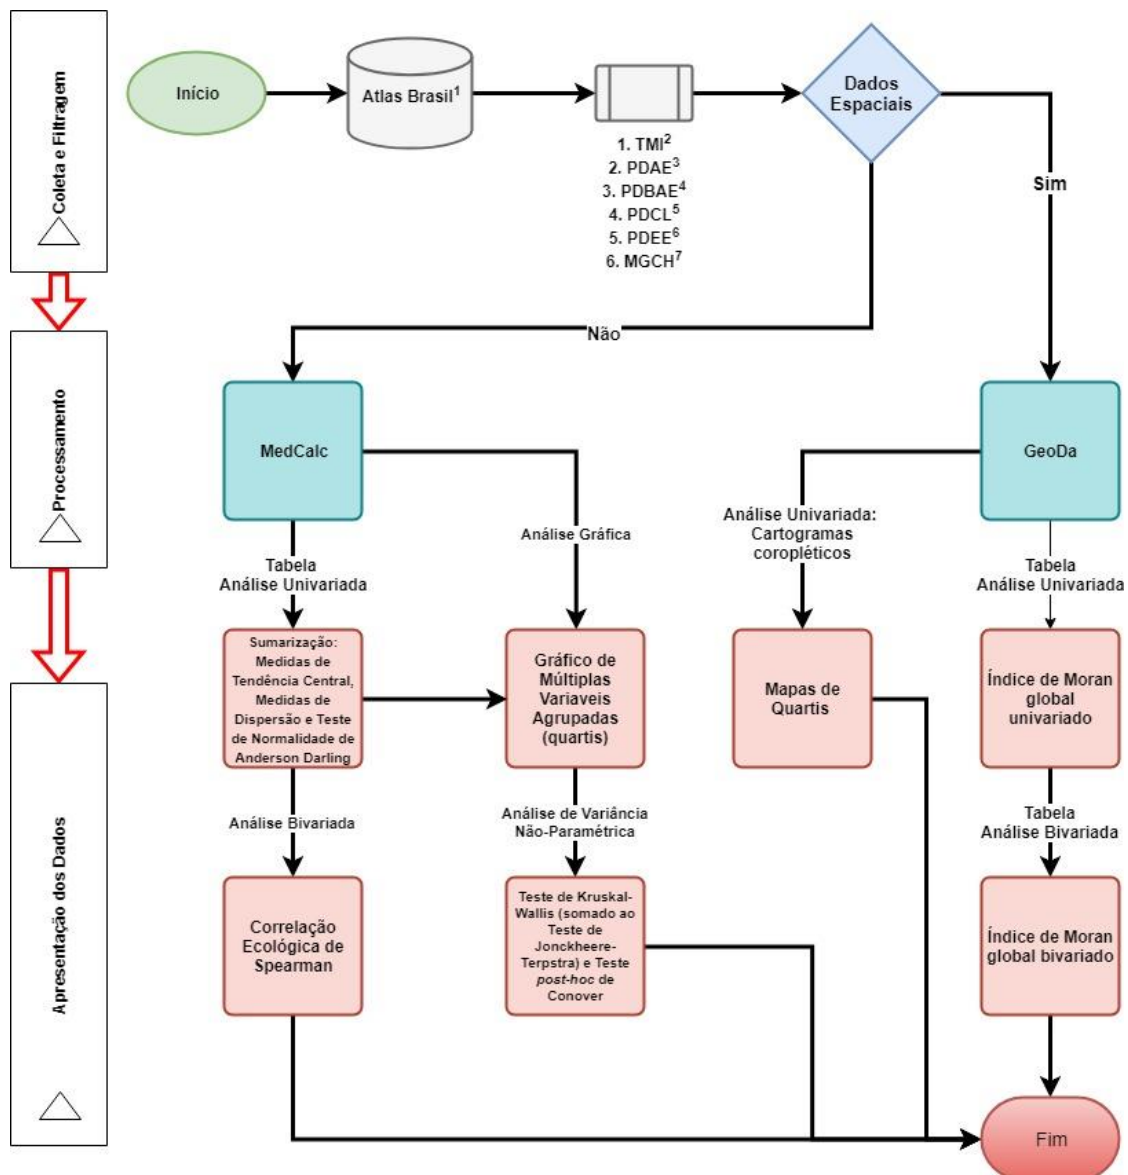 Coleta e Filtragem
Início
Atlas Brasil¹
1. TMI²
2. PDAE³
3. PDBAE⁴
4. PDCL⁵
5. PDEE⁶
6. MGCH⁷
Dados
Espaciais
Sim
Não
Processamento
MedCalc
GeoDa
Tabela
Análise Univariada
Análise Gráfica
Análise Univariada:
Cartogramas
coropléticos
Tabela
Análise Univariada
Apresentação dos Dados
Sumarização:
Medidas de
Tendência Central,
Medidas de
Dispersão e Teste
de Normalidade de
Anderson Darling
Gráfico de
Múltiplas
Variaveis
Agrupadas
(quartis)
Mapas de
Quartis
Índice de Moran
global
univariado
Análise Bivariada
Análise de Variância
Não-Paramétrica
Tabela
Análise Bivariada
Correlação
Ecológica de
Spearman
Teste de Kruskal-
Wallis (somado ao
Teste de
Jonckheere-
Terpstra) e Teste
post-hoc de
Conover
Índice de Moran
global bivariado
Fim